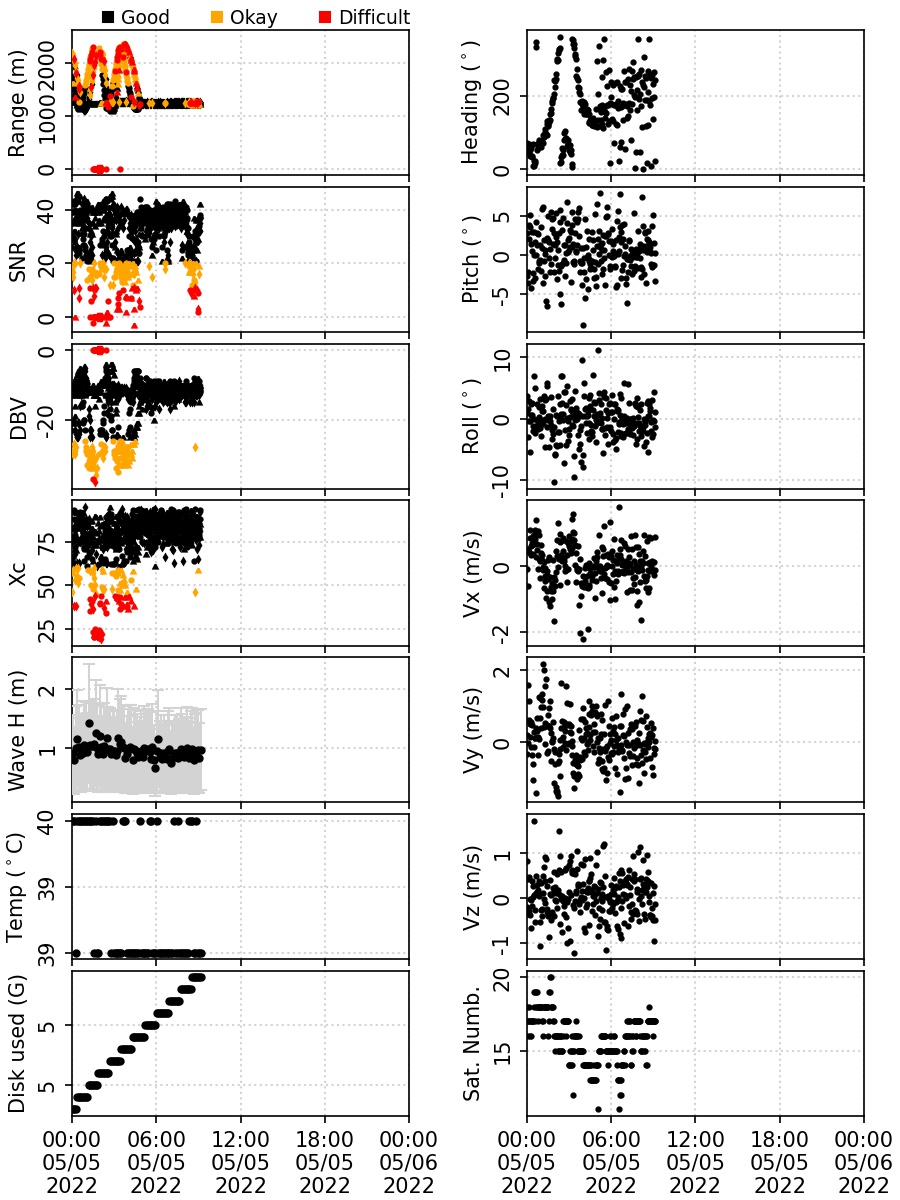 Good Okay Difficult
Range (m)
0
1000
2000
Heading (°)
0
200
SNR
0
20
40
Pitch (°)
-5
0
5
DBV
-20
0
Roll (°)
-10
0
10
Xc
25
50
75
Vx (m/s)
-2
0
Wave H (m)
1
2
Vy (m/s)
0
2
Temp (°C)
39
39
40
Vz (m/s)
-1
0
1
Disk used (G)
5
5
Sat. Numb.
15
20
00:00 06:00 12:00 18:00 00:00
05/05 05/05 05/05 05/05 05/06
2022 2022 2022 2022 2022
00:00 06:00 12:00 18:00 00:00
05/05 05/05 05/05 05/05 05/06
2022 2022 2022 2022 2022